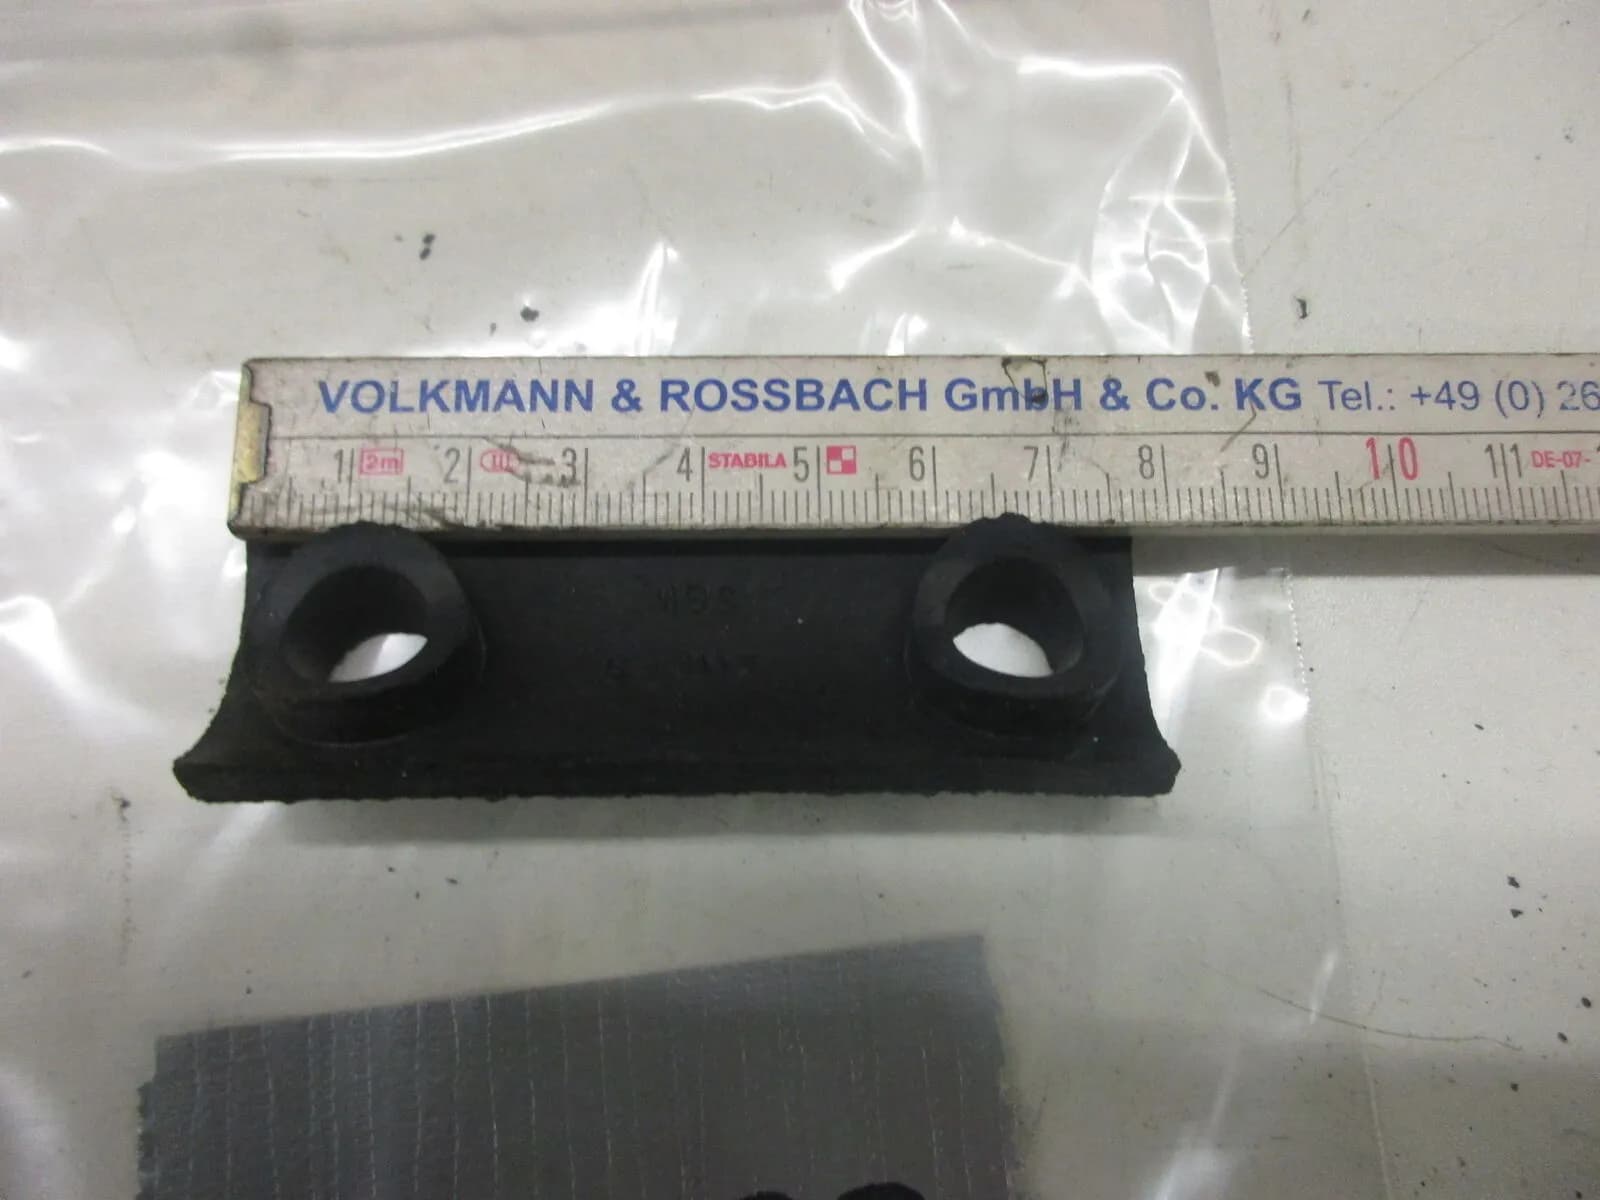 VOLKMANN & ROSSBACH GmbH & Co. KG Tel.: +49 (0) 26
1 2m 2 III 3 4 STABILA 5 6 7 8 9 10 11 DE-07-